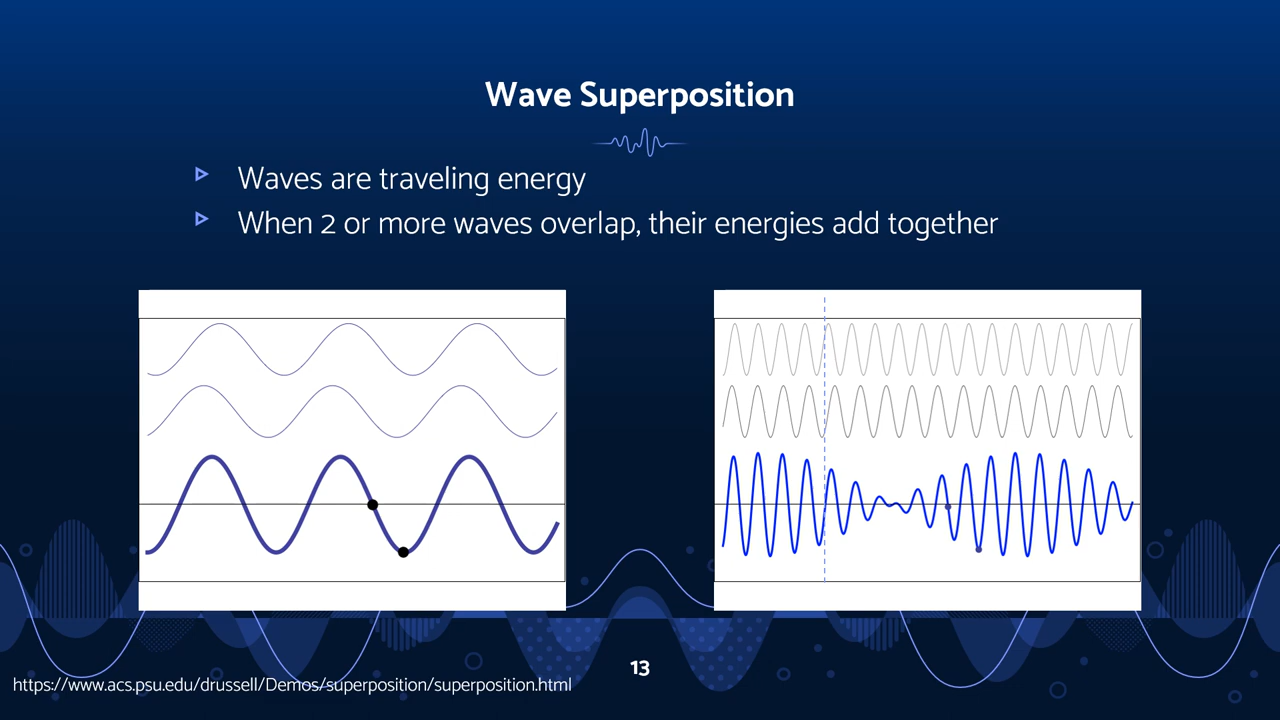 Wave Superposition
Waves are traveling energy
When 2 or more waves overlap, their energies add together
13
https://www.acs.psu.edu/drussell/Demos/superposition/superposition.html